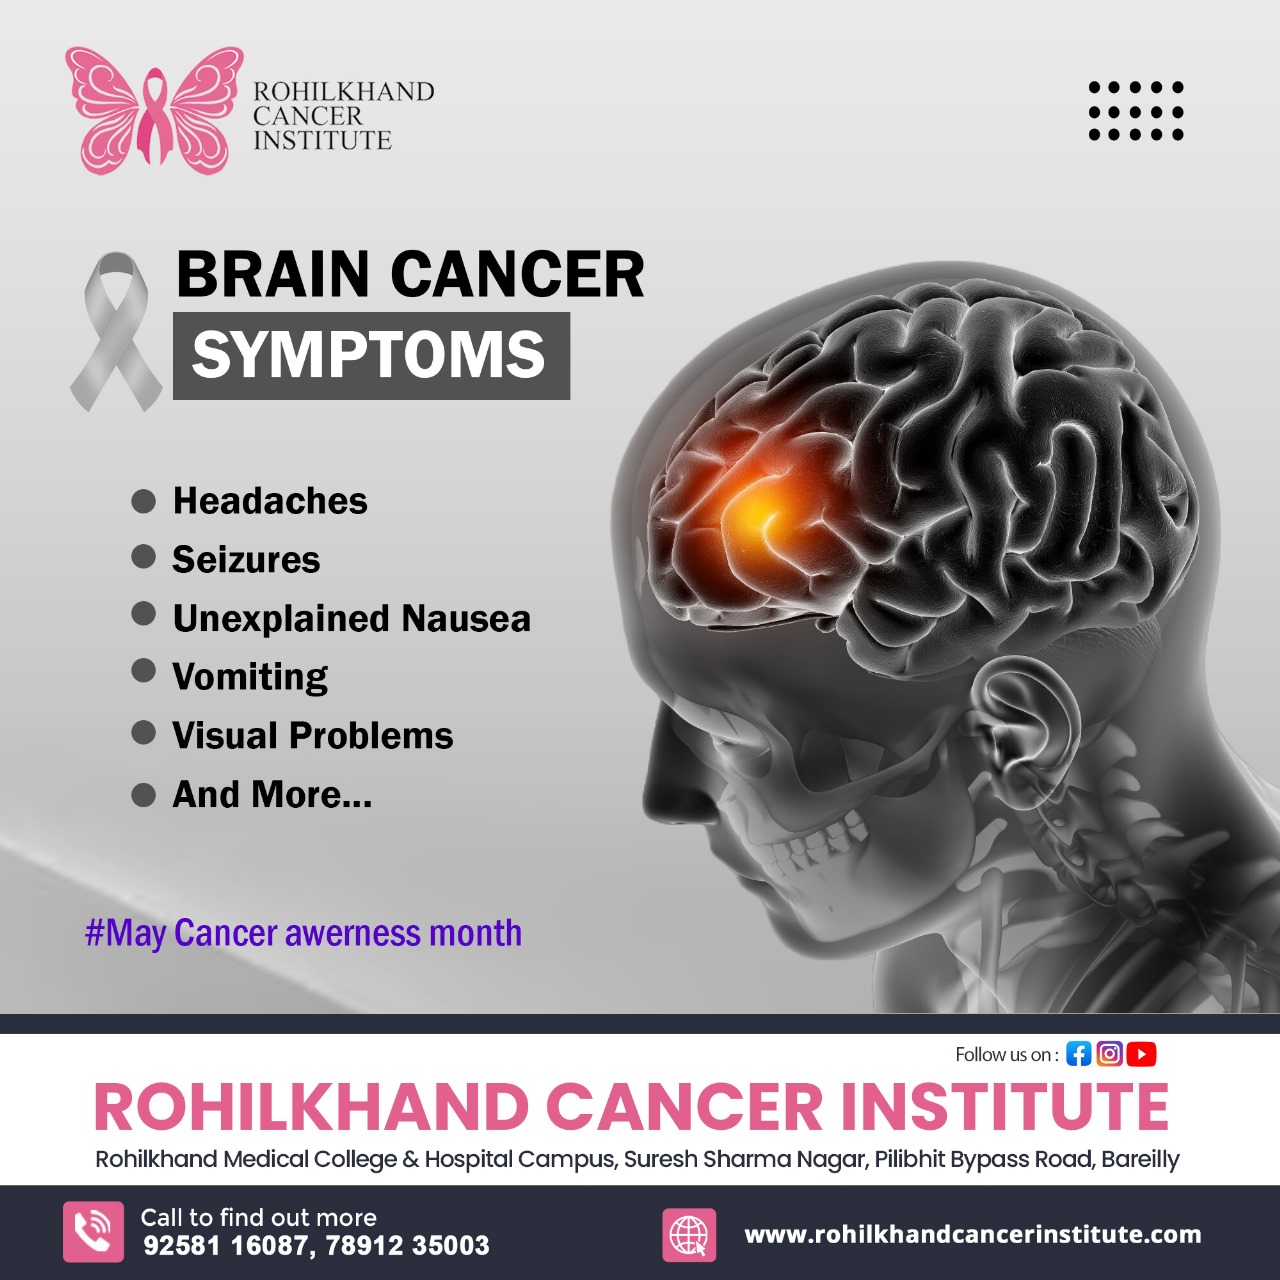 ROHILKHAND
CANCER
INSTITUTE
BRAIN CANCER
SYMPTOMS
Headaches
Seizures
Unexplained Nausea
Vomiting
Visual Problems
And More...
#May Cancer awerness month
Follow us on :
ROHILKHAND CANCER INSTITUTE
Rohilkhand Medical College & Hospital Campus, Suresh Sharma Nagar, Pilibhit Bypass Road, Bareilly
Call to find out more
92581 16087, 78912 35003
www.rohilkhandcancerinstitute.com